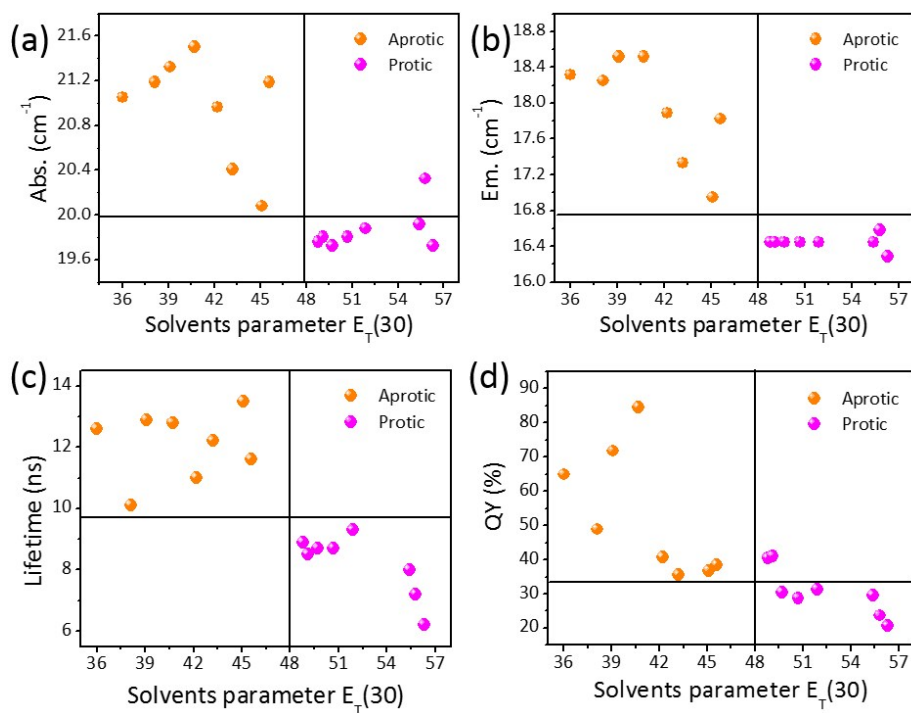 (a)
Aprotic
Protic
Abs. (cm⁻¹)
21.6
21.2
20.8
20.4
20.0
19.6
36 39 42 45 48 51 54 57
Solvents parameter E_T(30)
(b)
Aprotic
Protic
Em. (cm⁻¹)
18.8
18.4
18.0
17.6
17.2
16.8
16.4
16.0
36 39 42 45 48 51 54 57
Solvents parameter E_T(30)
(c)
Aprotic
Protic
Lifetime (ns)
14
12
10
8
6
36 39 42 45 48 51 54 57
Solvents parameter E_T(30)
(d)
Aprotic
Protic
QY (%)
90
80
70
60
50
40
30
20
36 39 42 45 48 51 54 57
Solvents parameter E_T(30)